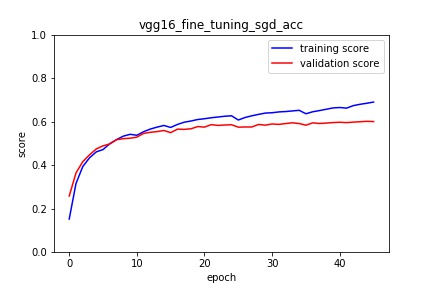 vgg16_fine_tuning_sgd_acc
training score
validation score
1.0
0.8
0.6
0.4
0.2
0.0
score
0
10
20
30
40
epoch